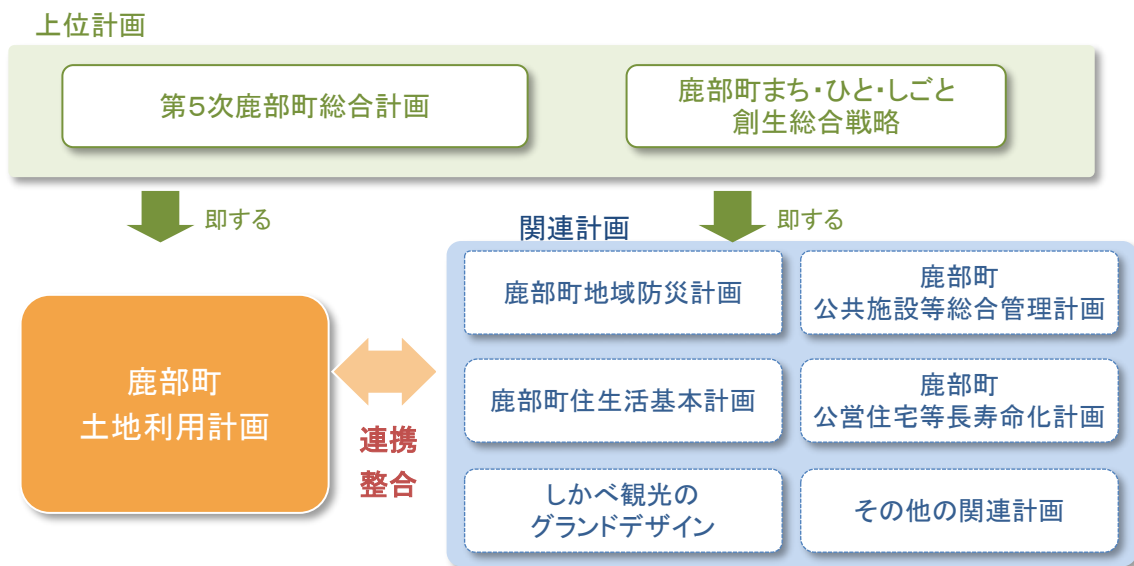 上位計画
第5次鹿部町総合計画
鹿部町まち・ひと・しごと
創生総合戦略
即する
即する
関連計画
鹿部町
土地利用計画
連携
整合
鹿部町地域防災計画
鹿部町
公共施設等総合管理計画
鹿部町住生活基本計画
鹿部町
公営住宅等長寿命化計画
しかべ観光の
グランドデザイン
その他の関連計画